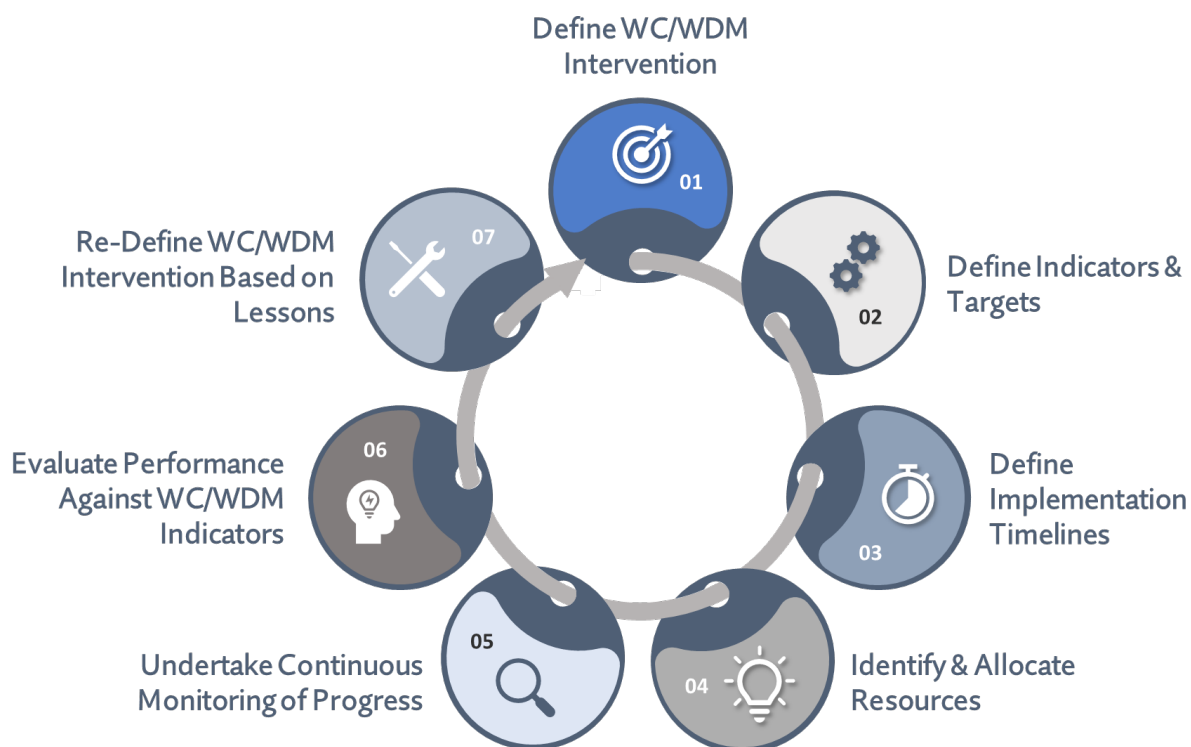 Define WC/WDM
Intervention
01
Define Indicators &
Targets
02
Define
Implementation
Timelines
03
Identify & Allocate
Resources
04
Undertake Continuous
Monitoring of Progress
05
Evaluate Performance
Against WC/WDM
Indicators
06
Re-Define WC/WDM
Intervention Based on
Lessons
07